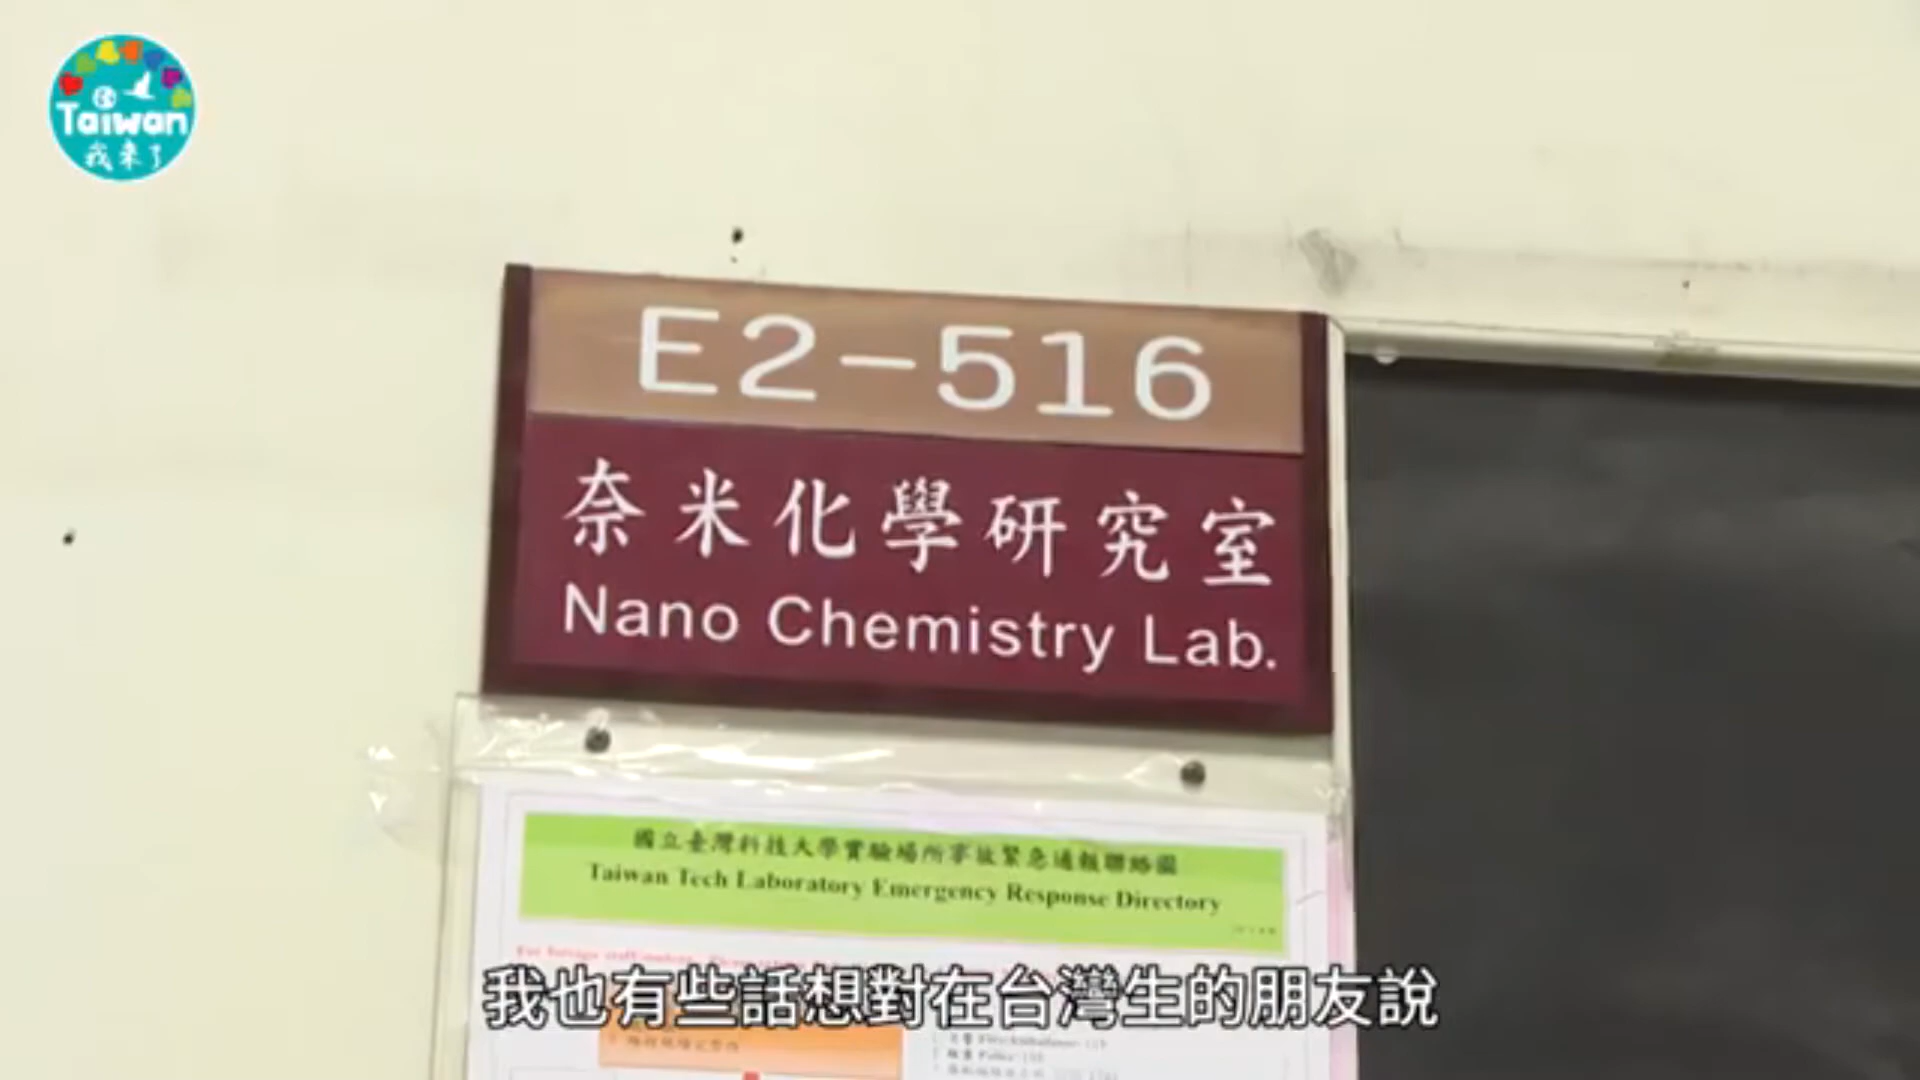 Taiwan
我來了
E2-516
奈米化學研究室
Nano Chemistry Lab.
國立臺灣科技大學實驗場所事故緊急通報聯絡圖
Taiwan Tech Laboratory Emergency Response Directory
我也有些話想對在台灣生的朋友說